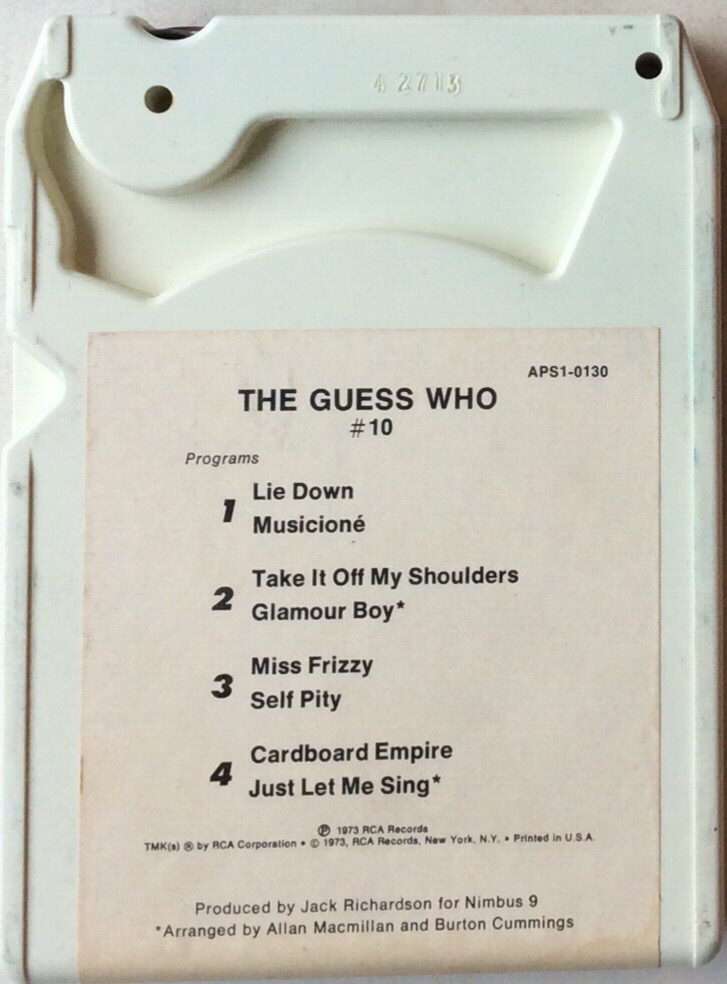 4 2713
APS1-0130
THE GUESS WHO
#10
Programs
1
Lie Down
Musicioné
2
Take It Off My Shoulders
Glamour Boy*
3
Miss Frizzy
Self Pity
4
Cardboard Empire
Just Let Me Sing*
℗ 1973 RCA Records
TMK(s) ® by RCA Corporation • © 1973, RCA Records, New York, N.Y. • Printed in U.S.A.
Produced by Jack Richardson for Nimbus 9
*Arranged by Allan Macmillan and Burton Cummings